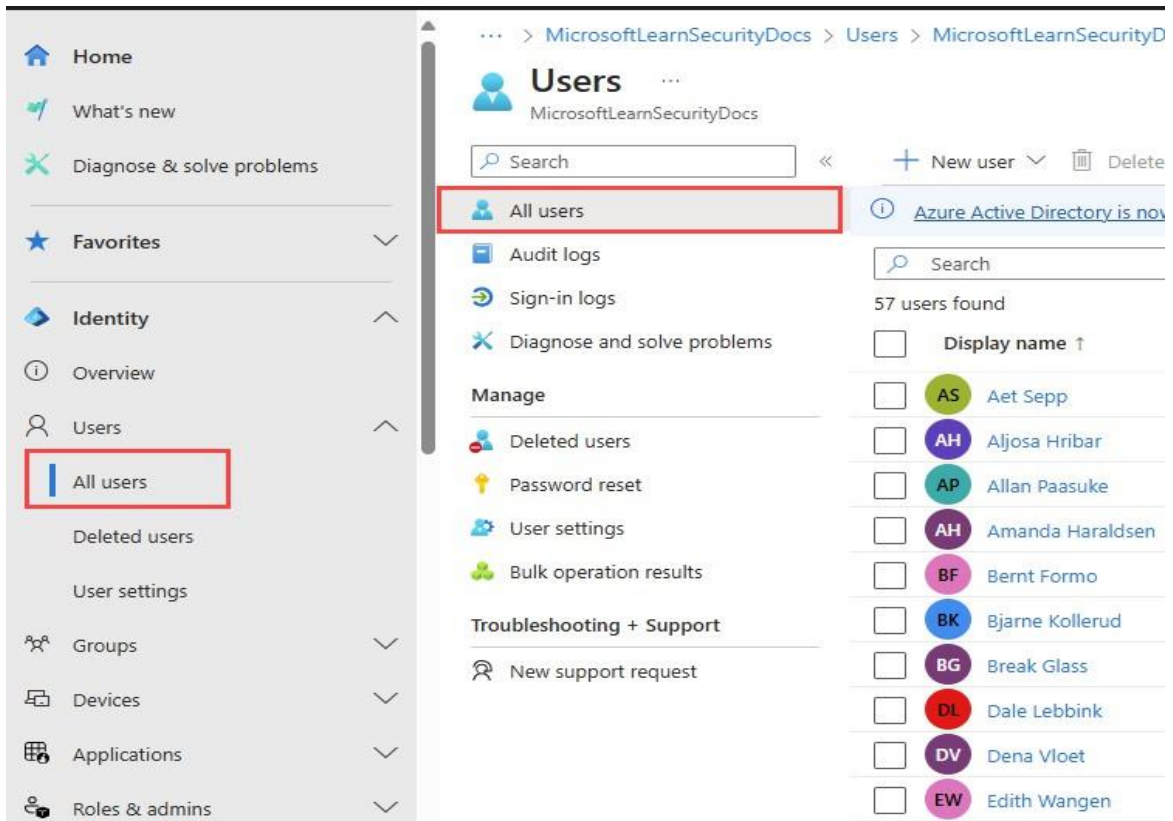 Home
What's new
Diagnose & solve problems
Favorites
Identity
Overview
Users
All users
Deleted users
User settings
Groups
Devices
Applications
Roles & admins
... > MicrosoftLearnSecurityDocs > Users > MicrosoftLearnSecurityD
Users ...
MicrosoftLearnSecurityDocs
Search
All users
Audit logs
Sign-in logs
Diagnose and solve problems
Manage
Deleted users
Password reset
User settings
Bulk operation results
Troubleshooting + Support
New support request
New user
Delete
Azure Active Directory is nov
Search
57 users found
Display name ↑
AS Aet Sepp
AH Aljosa Hribar
AP Allan Paasuke
AH Amanda Haraldsen
BF Bernt Formo
BK Bjarne Kollerud
BG Break Glass
DL Dale Lebbink
DV Dena Vloet
EW Edith Wangen